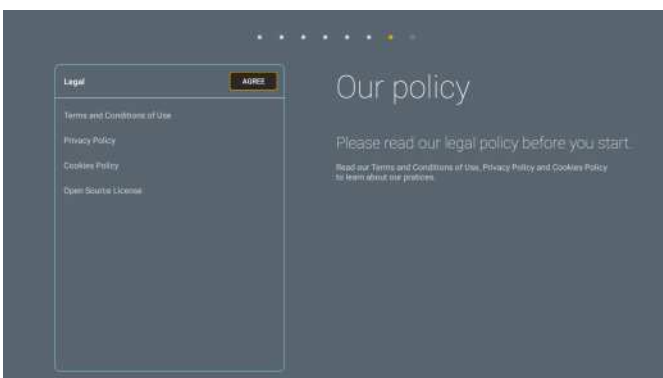 Legal
AGREE
Terms and Conditions of Use
Privacy Policy
Cookies Policy
Open Source License
Our policy
Please read our legal policy before you start.
Read our Terms and Conditions of Use, Privacy Policy and Cookies Policy
to learn about our pratices.